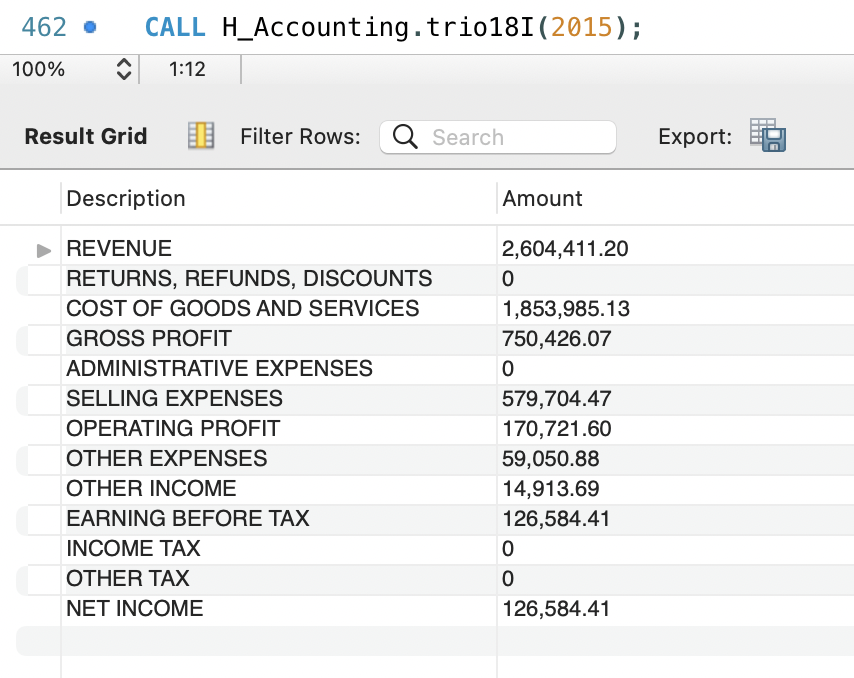 462 CALL H_Accounting.trio18I(2015);
100% 1:12
Result Grid Filter Rows: Search Export:
Description Amount
REVENUE 2,604,411.20
RETURNS, REFUNDS, DISCOUNTS 0
COST OF GOODS AND SERVICES 1,853,985.13
GROSS PROFIT 750,426.07
ADMINISTRATIVE EXPENSES 0
SELLING EXPENSES 579,704.47
OPERATING PROFIT 170,721.60
OTHER EXPENSES 59,050.88
OTHER INCOME 14,913.69
EARNING BEFORE TAX 126,584.41
INCOME TAX 0
OTHER TAX 0
NET INCOME 126,584.41